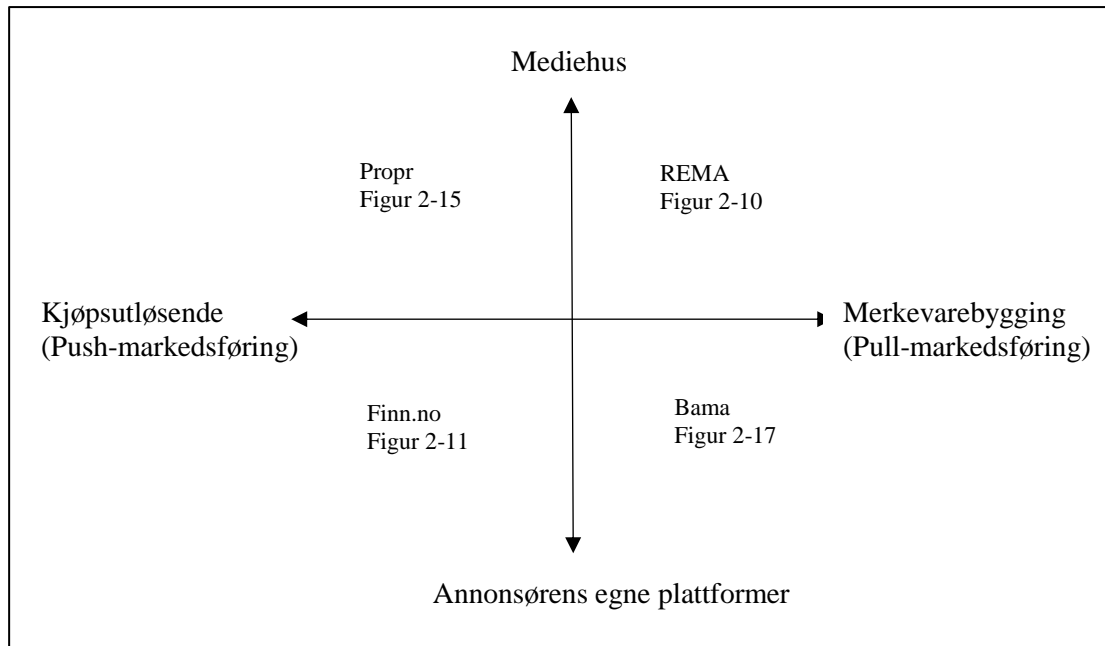 Mediehus
Propr
Figur 2-15
REMA
Figur 2-10
Kjøpsutløsende
(Push-markedsføring)
Merkevarebygging
(Pull-markedsføring)
Finn.no
Figur 2-11
Bama
Figur 2-17
Annonsørens egne plattformer